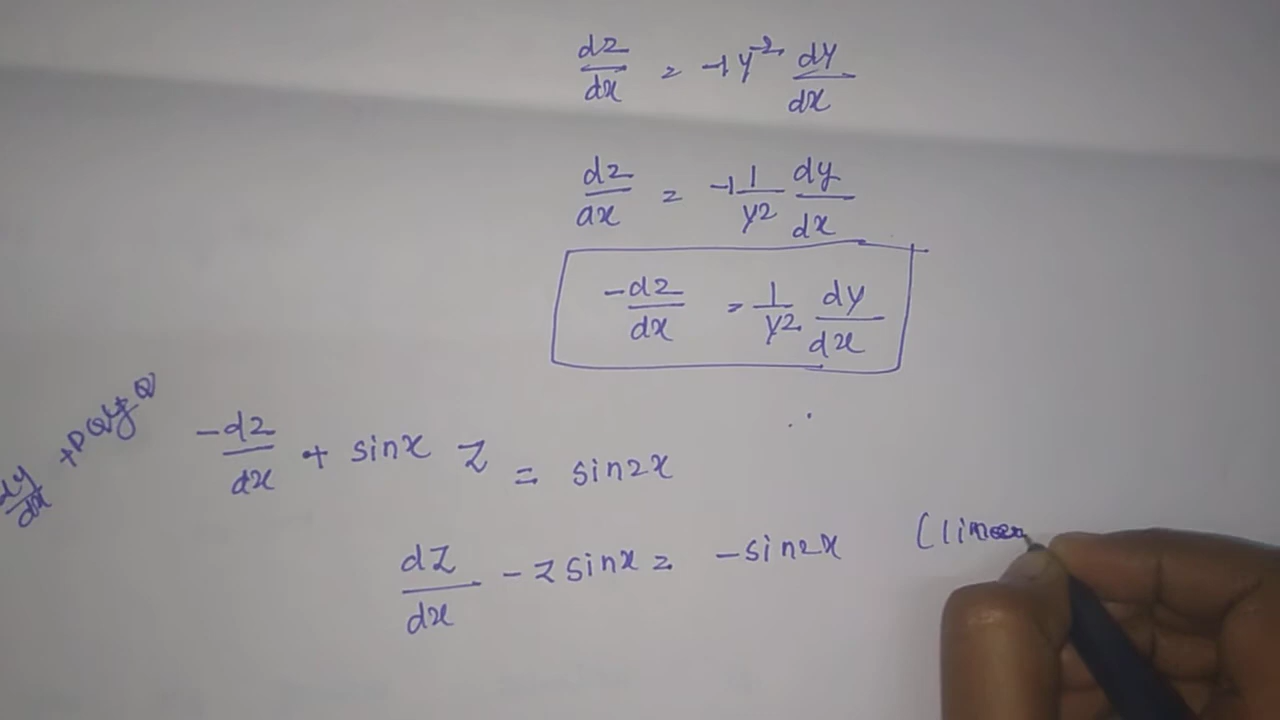 dz/dx = -1 y^-2 dy/dx
dz/dx = -1 1/y2 dy/dx
-dz/dx = 1/y2 dy/dx
dy/dx +P
-dz/dx + sinx z = sin2x
dz/dx - z sinx = -sin2x (linear